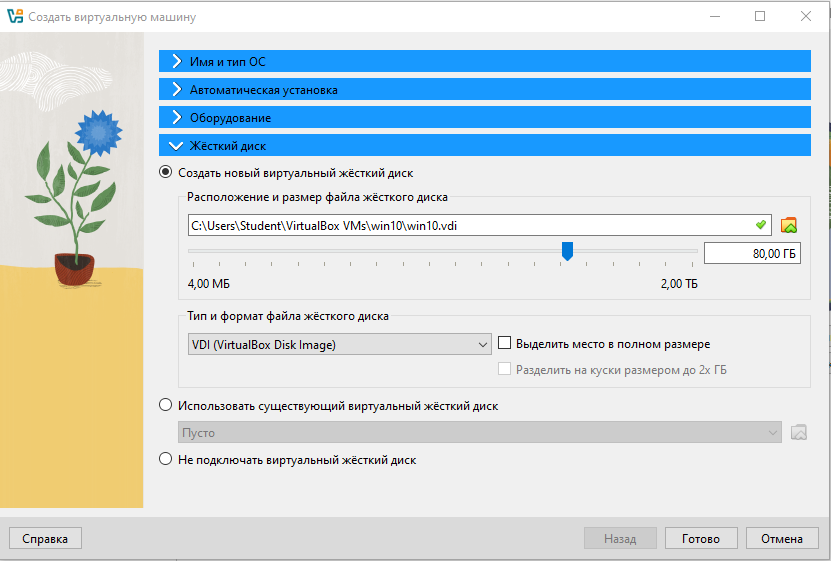 Создать виртуальную машину
Имя и тип ОС
Автоматическая установка
Оборудование
Жёсткий диск
Создать новый виртуальный жёсткий диск
Расположение и размер файла жёсткого диска
C:\Users\Student\VirtualBox VMs\win10\win10.vdi
80,00 ГБ
4,00 МБ 2,00 ТБ
Тип и формат файла жёсткого диска
VDI (VirtualBox Disk Image) Выделить место в полном размере
Разделить на куски размером до 2х ГБ
Использовать существующий виртуальный жёсткий диск
Пусто
Не подключать виртуальный жёсткий диск
Справка Назад Готово Отмена